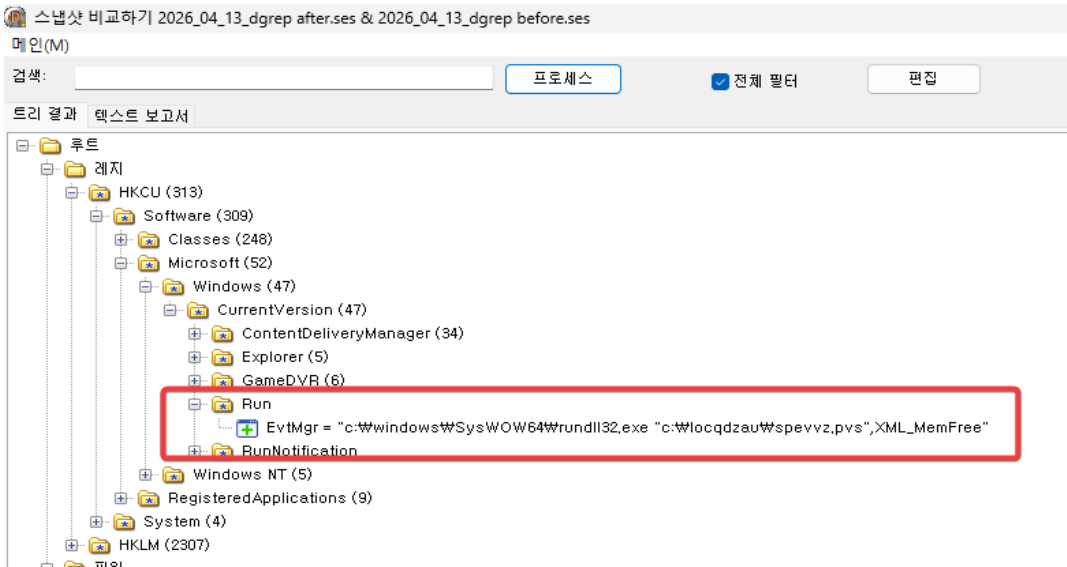 스냅샷 비교하기 2026_04_13_dgrep after.ses & 2026_04_13_dgrep before.ses
메인(M)
검색:
프로세스
전체 필터
편집
트리 결과
텍스트 보고서
루트
레지
HKCU (313)
Software (309)
Classes (248)
Microsoft (52)
Windows (47)
CurrentVersion (47)
ContentDeliveryManager (34)
Explorer (5)
GameDVR (6)
Run
EvtMgr = "c:₩windows₩SysWOW64₩rundll32.exe "c:₩locqdzau₩spevvz.pvs",XML_MemFree"
RunNotification
Windows NT (5)
RegisteredApplications (9)
System (4)
HKLM (2307)